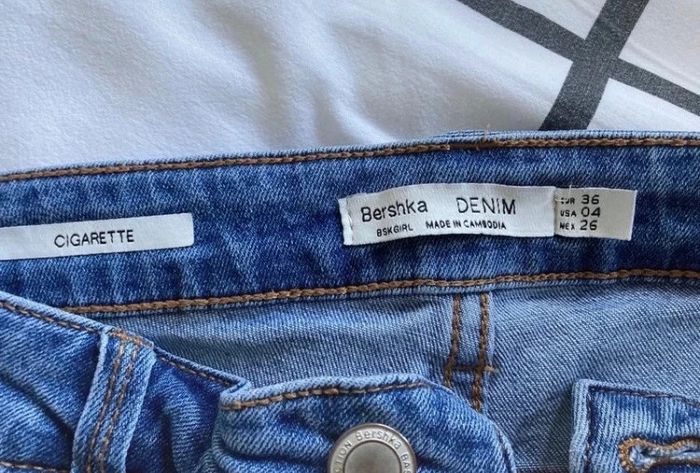 CIGARETTE
Bershka DENIM
BSKGIRL MADE IN CAMBODIA
EUR 36
USA 04
MEX 26
Bershka